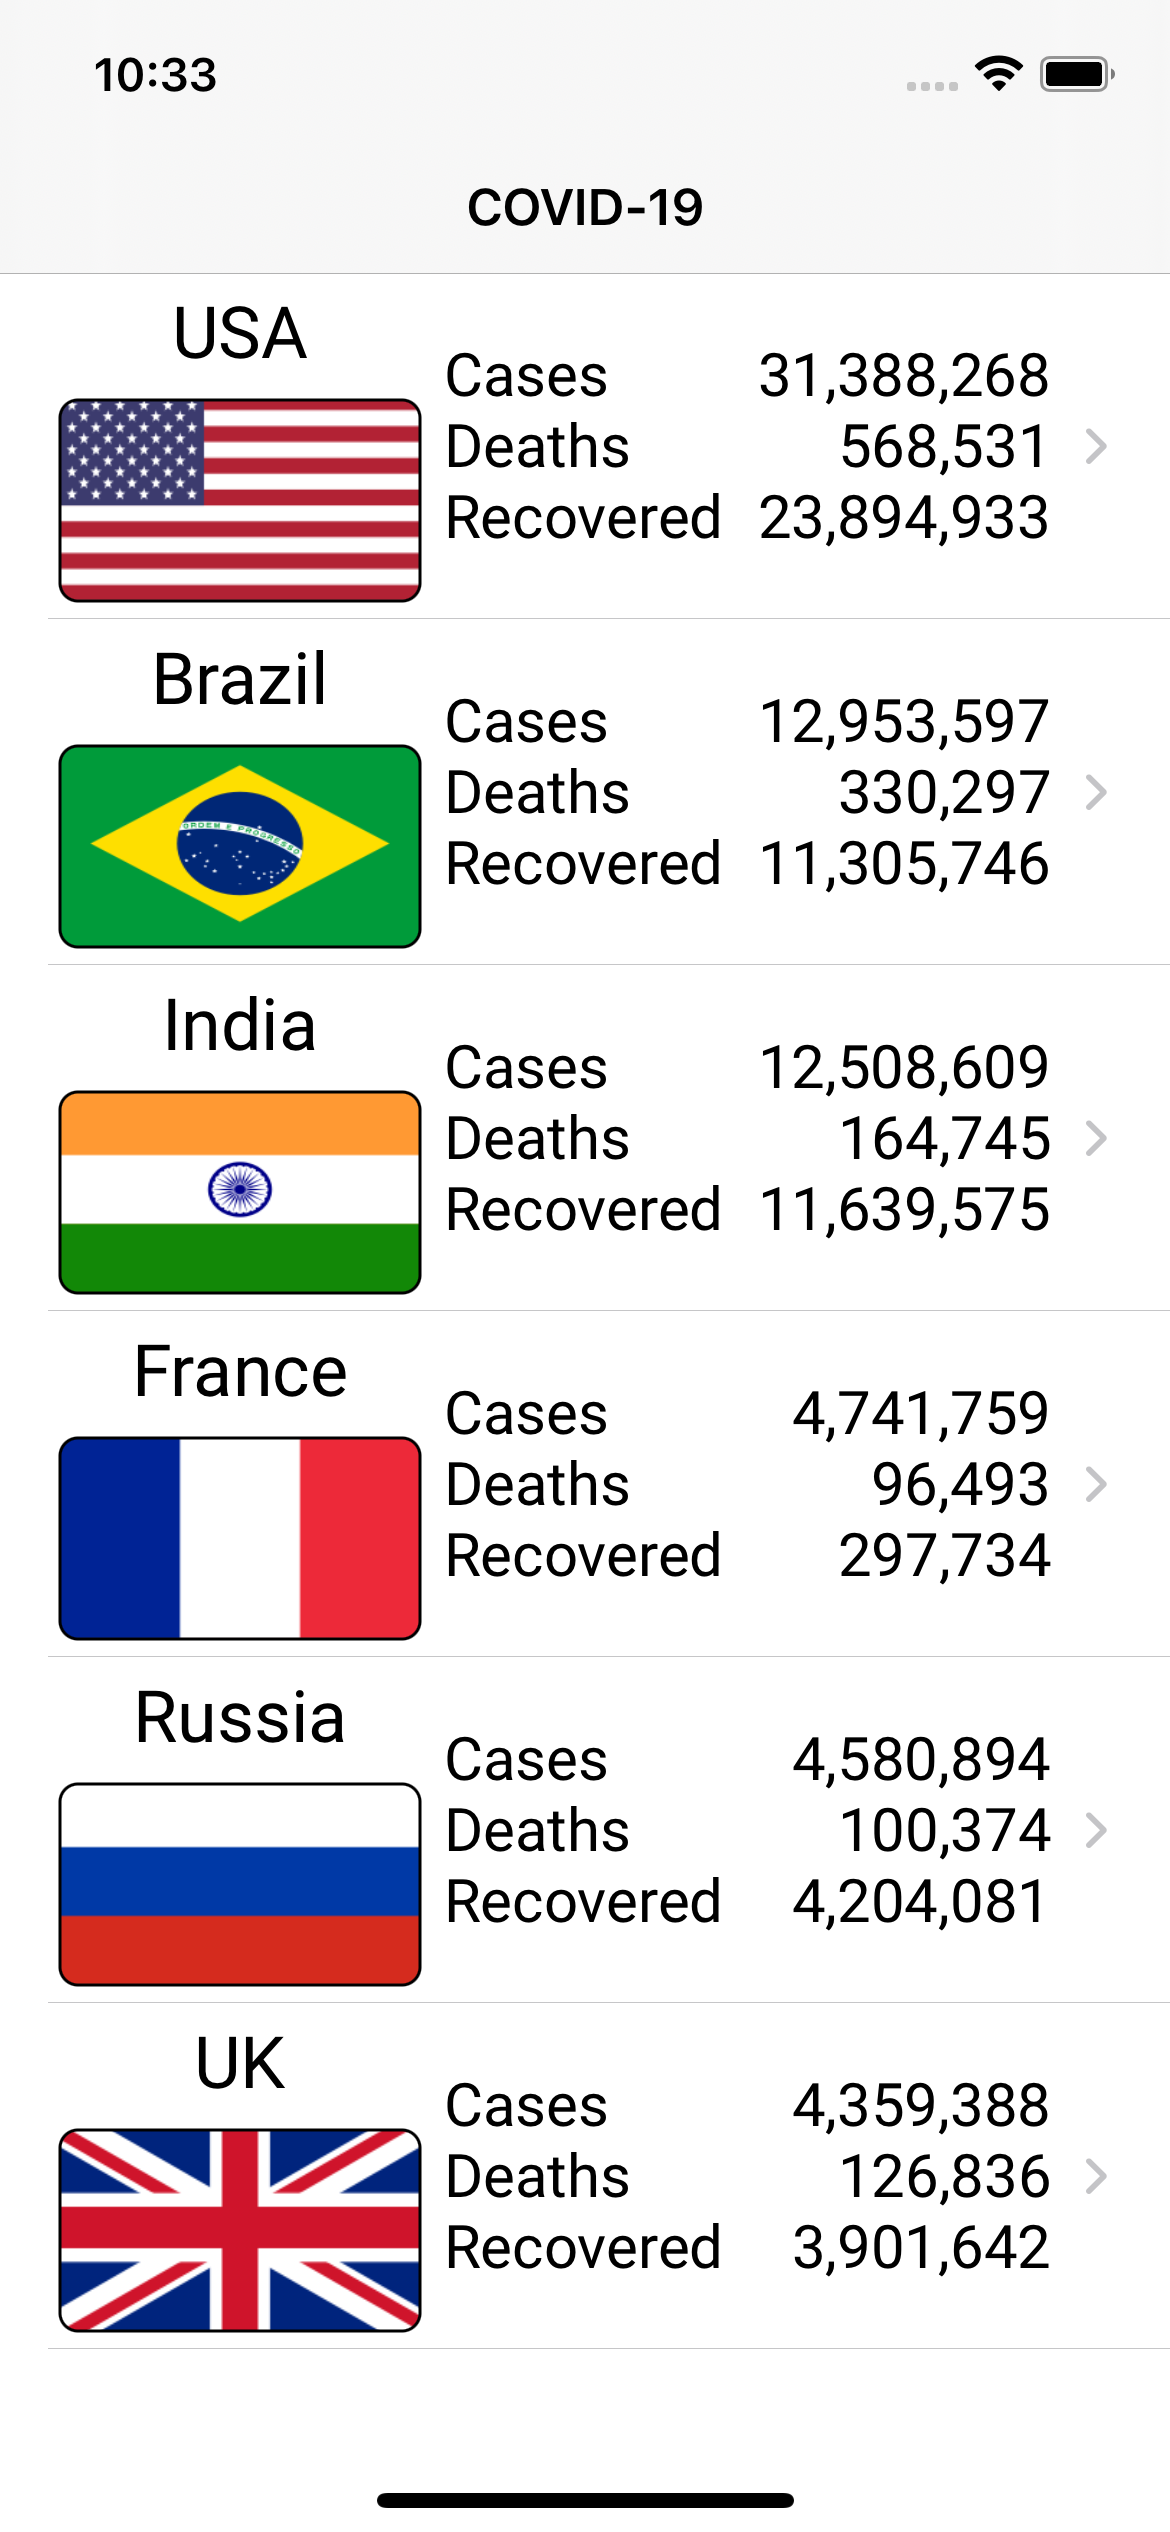 10:33
COVID-19
USA
Cases 31,388,268
Deaths 568,531
Recovered 23,894,933
Brazil
ORDEM E PROGRESSO
Cases 12,953,597
Deaths 330,297
Recovered 11,305,746
India
Cases 12,508,609
Deaths 164,745
Recovered 11,639,575
France
Cases 4,741,759
Deaths 96,493
Recovered 297,734
Russia
Cases 4,580,894
Deaths 100,374
Recovered 4,204,081
UK
Cases 4,359,388
Deaths 126,836
Recovered 3,901,642